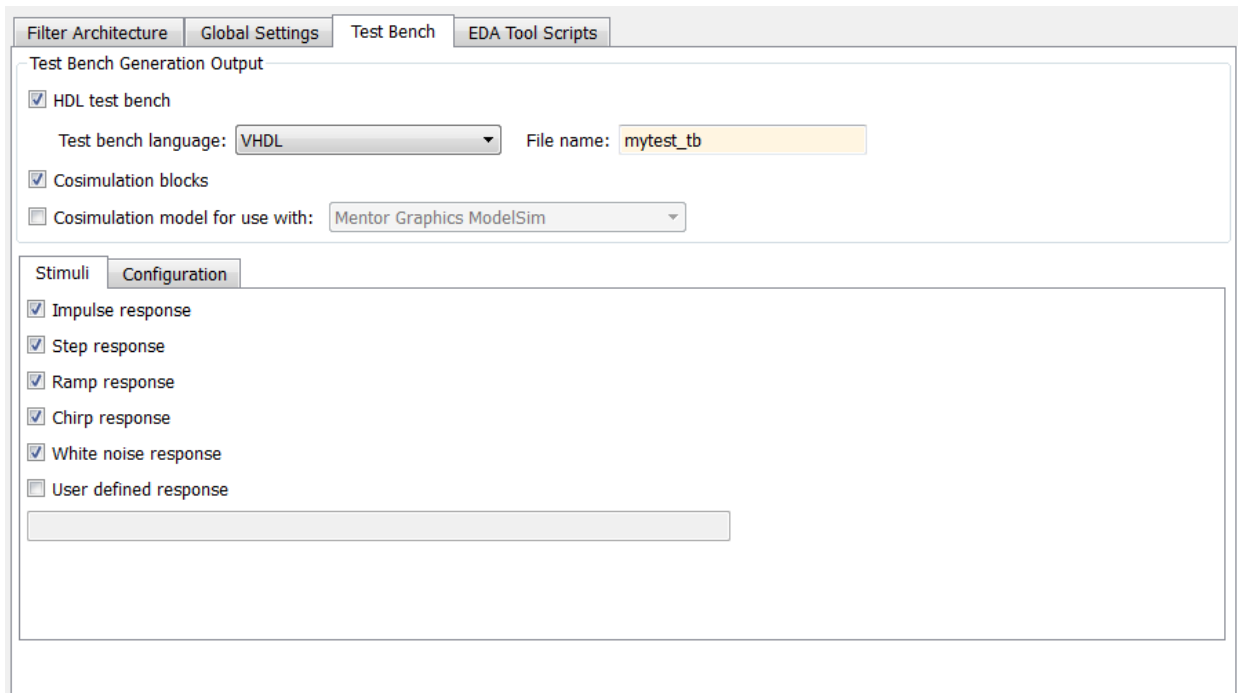 Filter Architecture Global Settings Test Bench EDA Tool Scripts
Test Bench Generation Output
HDL test bench
Test bench language: VHDL File name: mytest_tb
Cosimulation blocks
Cosimulation model for use with: Mentor Graphics ModelSim
Stimuli Configuration
Impulse response
Step response
Ramp response
Chirp response
White noise response
User defined response